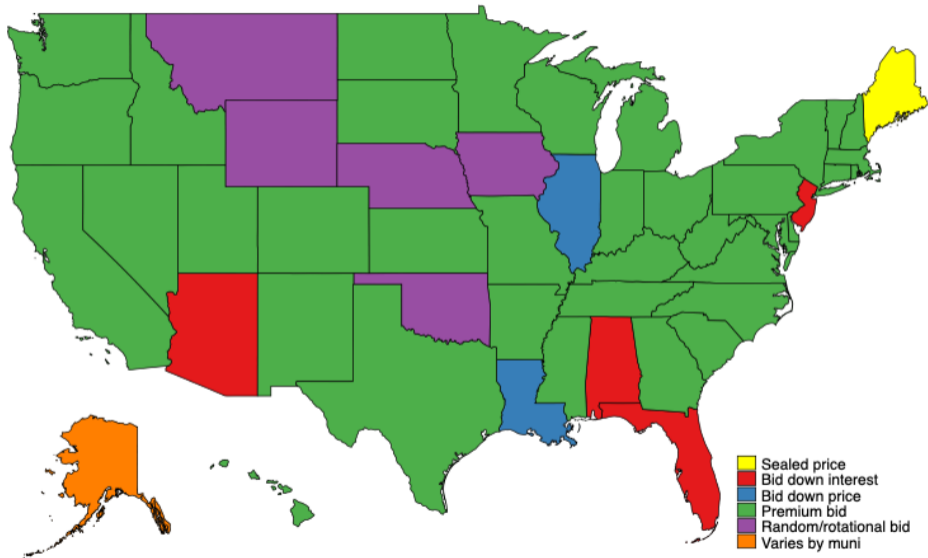 Sealed price
Bid down interest
Bid down price
Premium bid
Random/rotational bid
Varies by muni